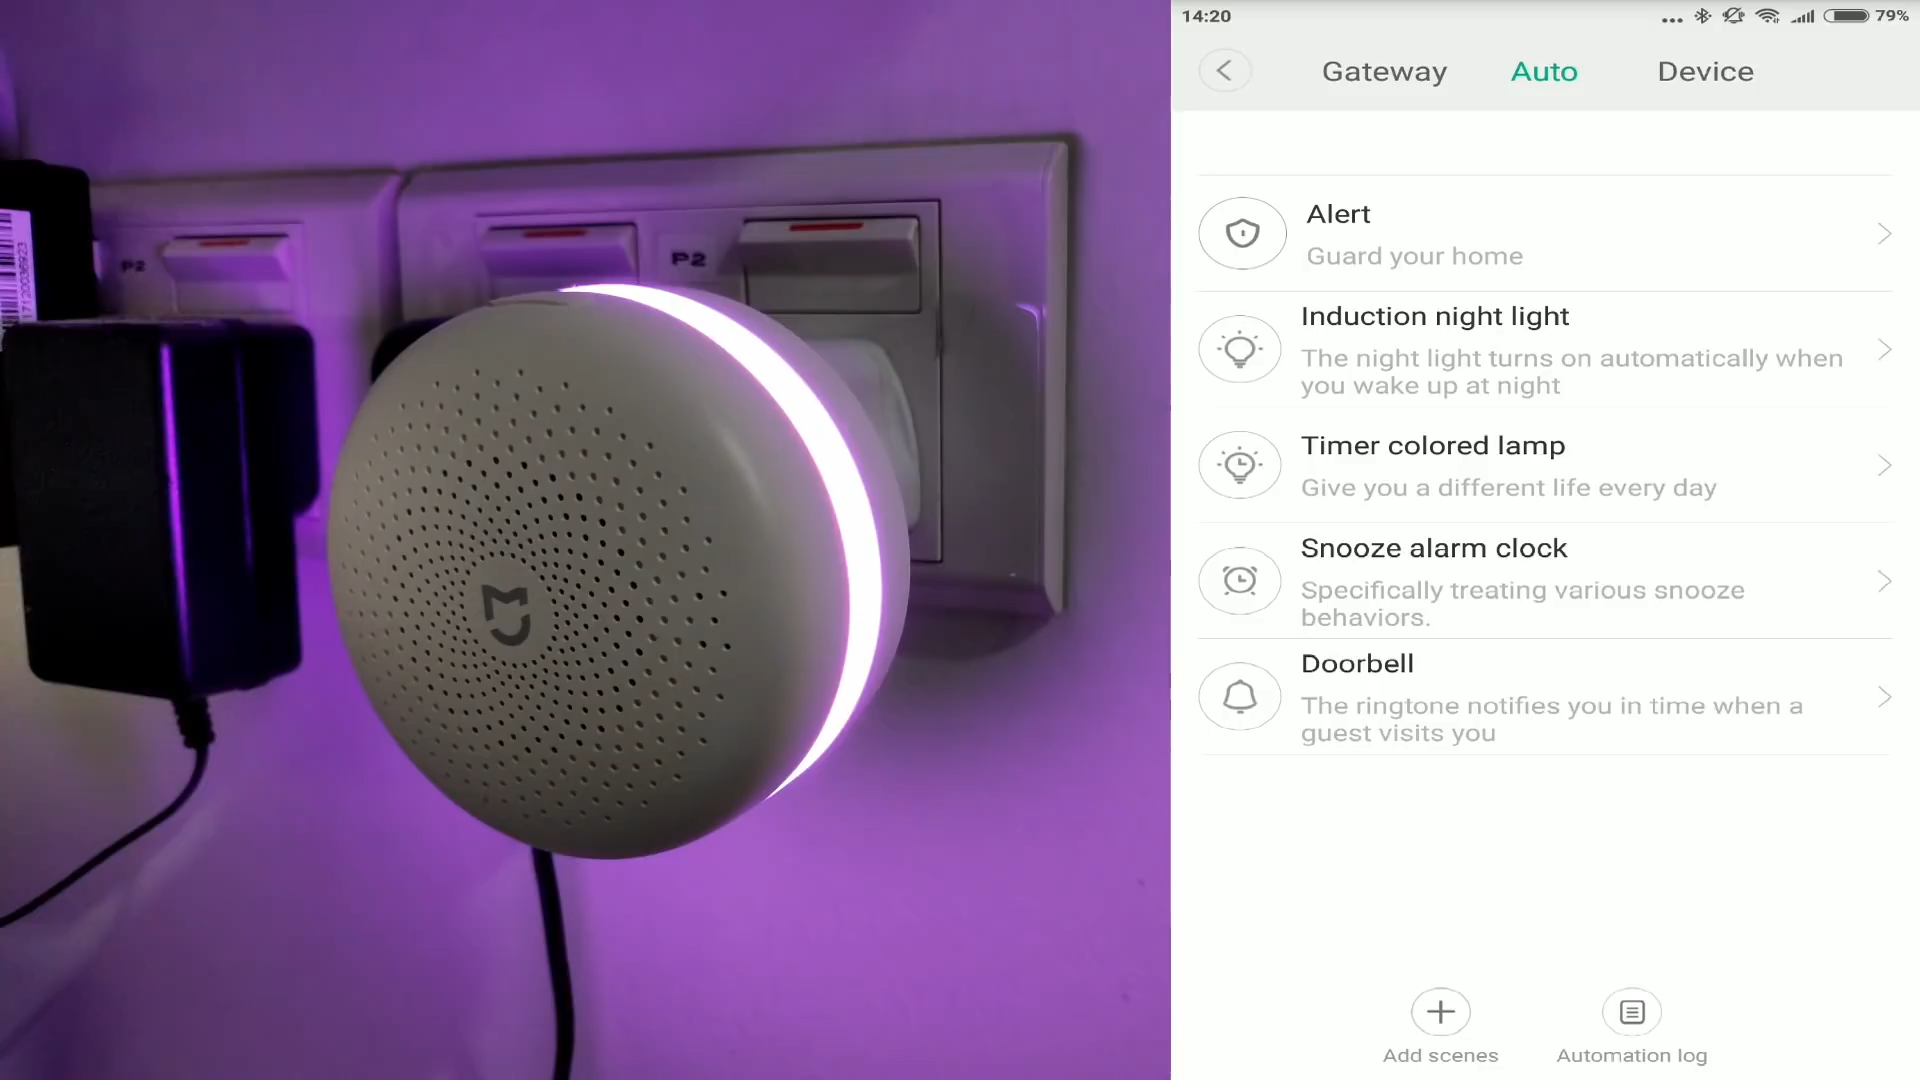 P2
P2
17120036923
14:20
79%
Gateway
Auto
Device
Alert
Guard your home
Induction night light
The night light turns on automatically when
you wake up at night
Timer colored lamp
Give you a different life every day
Snooze alarm clock
Specifically treating various snooze
behaviors.
Doorbell
The ringtone notifies you in time when a
guest visits you
Add scenes
Automation log